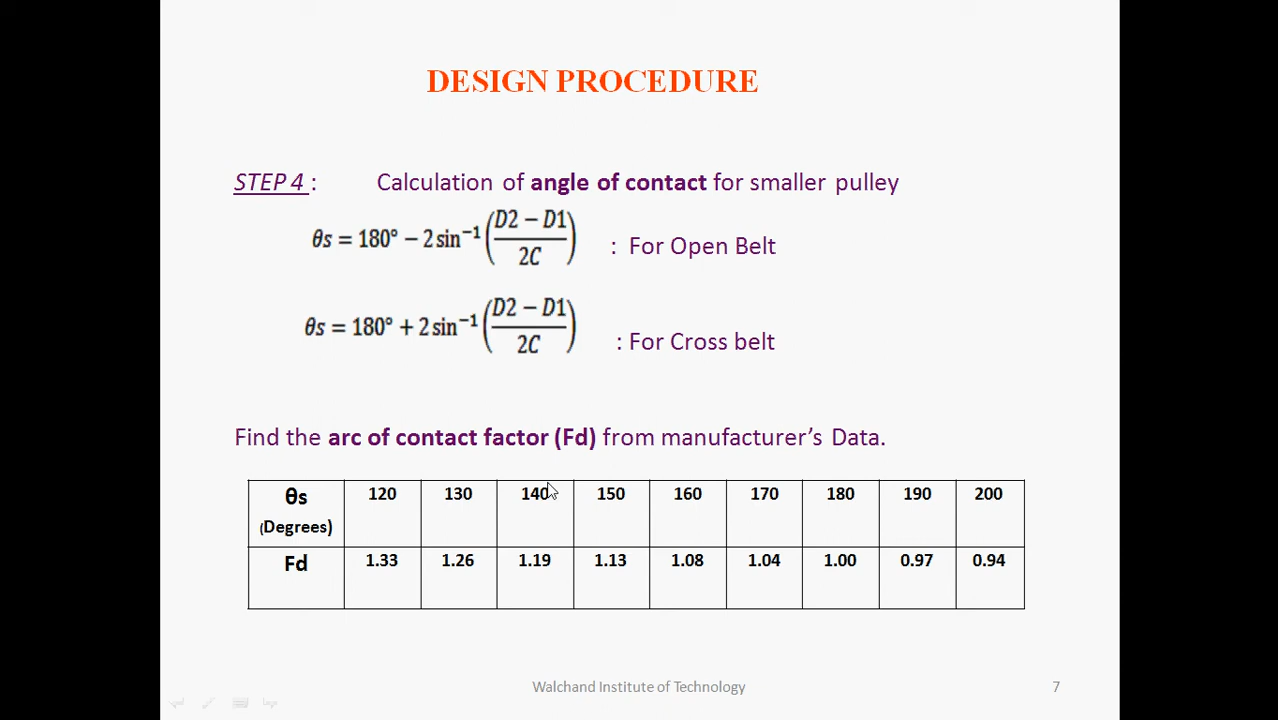 DESIGN PROCEDURE
STEP 4 : Calculation of angle of contact for smaller pulley
θs = 180° − 2 sin⁻¹ ((D2 − D1)/2C) : For Open Belt
θs = 180° + 2 sin⁻¹ ((D2 − D1)/2C) : For Cross belt
Find the arc of contact factor (Fd) from manufacturer’s Data.
θs (Degrees) 120 130 140 150 160 170 180 190 200
Fd 1.33 1.26 1.19 1.13 1.08 1.04 1.00 0.97 0.94
Walchand Institute of Technology 7